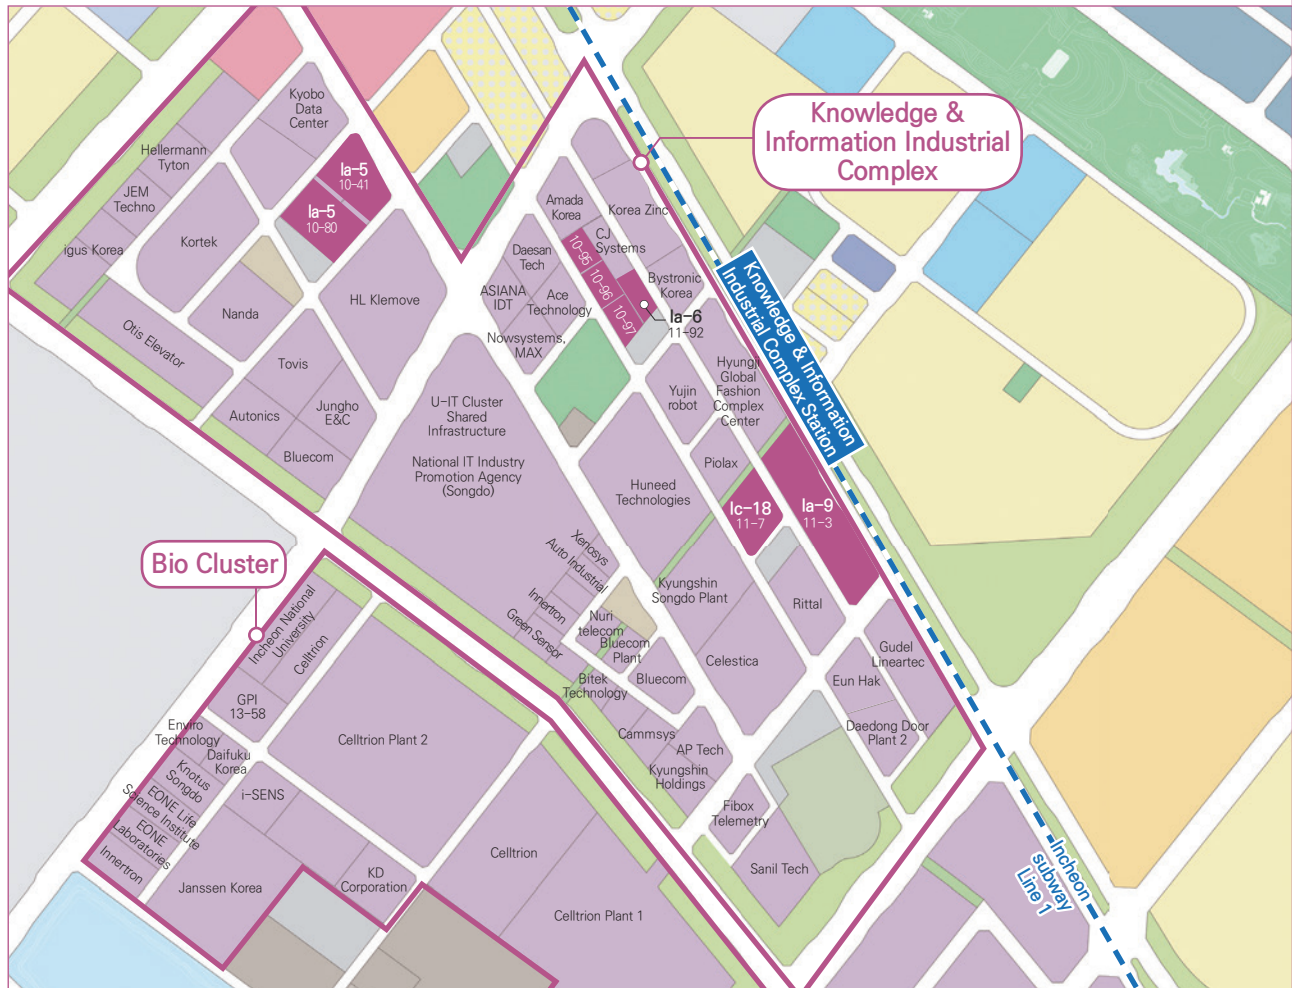 Knowledge &
Information Industrial
Complex
Kyobo
Data
Center
Hellermann
Tyton
Ia-5
10-41
JEM
Techno
Ia-5
10-80
igus Korea
Kortek
Amada
Korea
Korea Zinc
CJ
Systems
Daesan
Tech
10-95
10-96
10-97
Bystronic
Korea
ASIANA
IDT
Ace
Technology
Ia-6
11-92
HL Klemove
Nanda
Otis Elevator
Nowsystems,
MAX
Knowledge & Information
Industrial Complex Station
Tovis
Hyungji
Global
Fashion
Complex
Center
Yujin
robot
Autonics
Jungho
E&C
U-IT Cluster
Shared
Infrastructure
National IT Industry
Promotion Agency
(Songdo)
Bluecom
Piolax
Huneed
Technologies
Ic-18
11-7
Ia-9
11-3
Xenosys
Auto Industrial
Innertron
Green Sensor
Kyungshin
Songdo Plant
Rittal
Nuri
telecom
Bluecom
Plant
Bluecom
Celestica
Gudel
Lineartec
Eun Hak
Daedong Door
Plant 2
Bitek
Technology
Cammsys
AP Tech
Kyungshin
Holdings
Fibox
Telemetry
Sanil Tech
Bio Cluster
Incheon National
University
Celltrion
GPI
13-58
Enviro
Technology
Daifuku
Korea
Knotus
Songdo
EONE Life
Science Institute
EONE
Laboratories
Innertron
Celltrion Plant 2
i-SENS
Janssen Korea
KD
Corporation
Celltrion
Celltrion Plant 1
Incheon
subway
Line 1